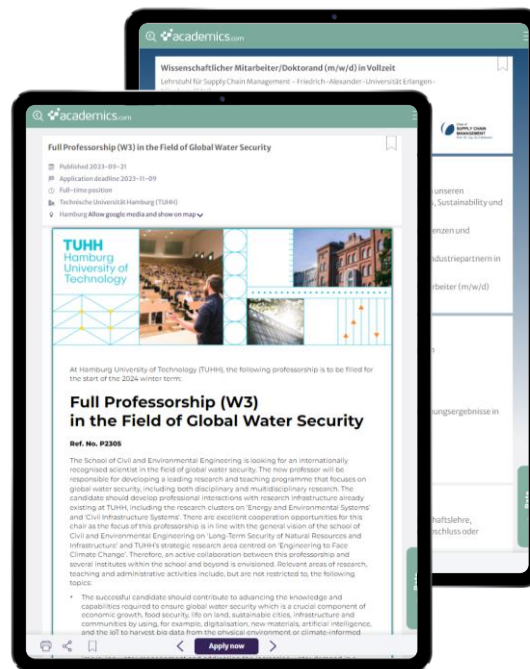 academics.com
Wissenschaftlicher Mitarbeiter/Doktorand (m/w/d) in Vollzeit
Lehrstuhl für Supply Chain Management - Friedrich-Alexander-Universität Erlangen-
SUPPLY CHAIN
MANAGEMENT
unseren
Sustainability und
enzen und
ndustriepartnern in
rbeiter (m/w/d)
ungsergebnisse in
haftslehre,
schluss oder
academics.com
Full Professorship (W3) in the Field of Global Water Security
Published 2023-09-21
Application deadline 2023-11-09
Full-time position
Technische Universität Hamburg (TUHH)
Hamburg Allow google media and show on map
TUHH
Hamburg
University of
Technology
At Hamburg University of Technology (TUHH), the following professorship is to be filled for
the start of the 2024 winter term:
Full Professorship (W3)
in the Field of Global Water Security
Ref. No. P2305
The School of Civil and Environmental Engineering is looking for an internationally
recognised scientist in the field of global water security. The new professor will be
responsible for developing a leading research and teaching programme that focuses on
global water security, including both disciplinary and multidisciplinary research. The
candidate should develop professional interactions with research infrastructure already
existing at TUHH, including the research clusters on 'Energy and Environmental Systems'
and 'Civil Infrastructure Systems'. There are excellent cooperation opportunities for this
chair as the focus of this professorship is in line with the general vision of the school of
Civil and Environmental Engineering on 'Long-Term Security of Natural Resources and
Infrastructure' and TUHH's strategic research area centred on 'Engineering to Face
Climate Change'. Therefore, an active collaboration between this professorship and
several institutes within the school and beyond is envisioned. Relevant areas of research,
teaching and administrative activities include, but are not restricted to, the following
topics:
• The successful candidate should contribute to advancing the knowledge and
capabilities required to ensure global water security which is a crucial component of
economic growth, food security, life on land, sustainable cities, infrastructure and
communities by using, for example, digitalisation, new materials, artificial intelligence,
and the IoT to harvest big data from the physical environment or climate-informed
Apply now